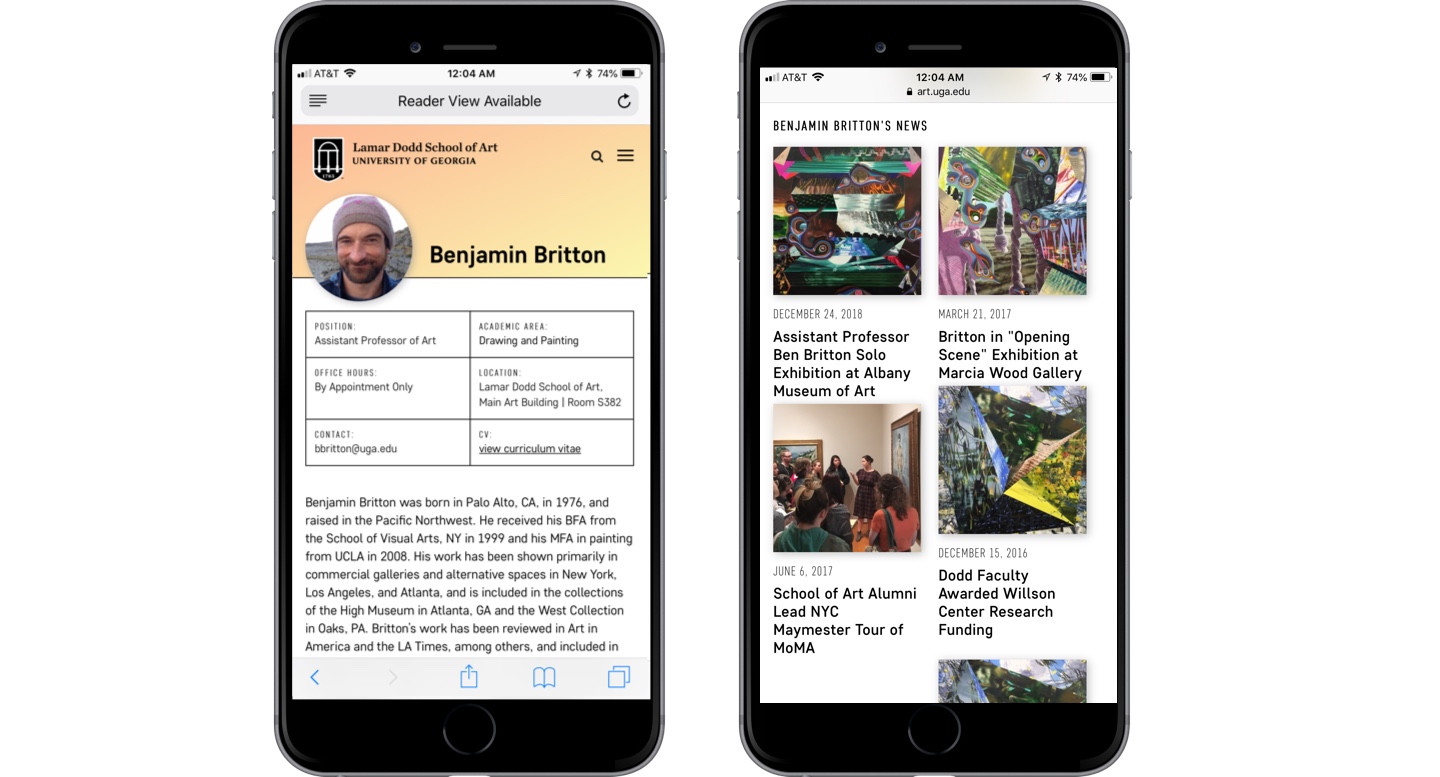 AT&T 12:04 AM 74%
Reader View Available
Lamar Dodd School of Art
UNIVERSITY OF GEORGIA
1785
Benjamin Britton
POSITION:
Assistant Professor of Art
ACADEMIC AREA:
Drawing and Painting
OFFICE HOURS:
By Appointment Only
LOCATION:
Lamar Dodd School of Art,
Main Art Building | Room S382
CONTACT:
bbritton@uga.edu
CV:
view curriculum vitae
Benjamin Britton was born in Palo Alto, CA, in 1976, and
raised in the Pacific Northwest. He received his BFA from
the School of Visual Arts, NY in 1999 and his MFA in painting
from UCLA in 2008. His work has been shown primarily in
commercial galleries and alternative spaces in New York,
Los Angeles, and Atlanta, and is included in the collections
of the High Museum in Atlanta, GA and the West Collection
in Oaks, PA. Britton's work has been reviewed in Art in
America and the LA Times, among others, and included in
AT&T 12:04 AM 74%
art.uga.edu
BENJAMIN BRITTON'S NEWS
DECEMBER 24, 2018
Assistant Professor
Ben Britton Solo
Exhibition at Albany
Museum of Art
MARCH 21, 2017
Britton in "Opening
Scene" Exhibition at
Marcia Wood Gallery
JUNE 6, 2017
School of Art Alumni
Lead NYC
Maymester Tour of
MoMA
DECEMBER 15, 2016
Dodd Faculty
Awarded Willson
Center Research
Funding